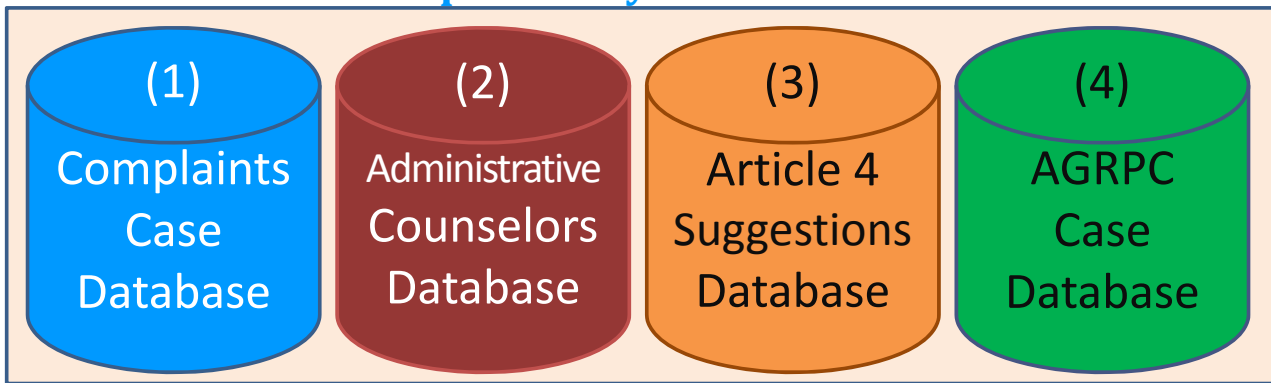 (1)
Complaints
Case
Database
(2)
Administrative
Counselors
Database
(3)
Article 4
Suggestions
Database
(4)
AGRPC
Case
Database